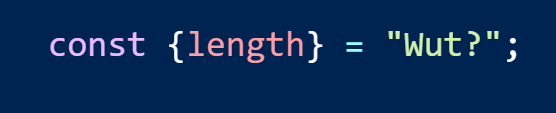 const {length} = "Wut?";